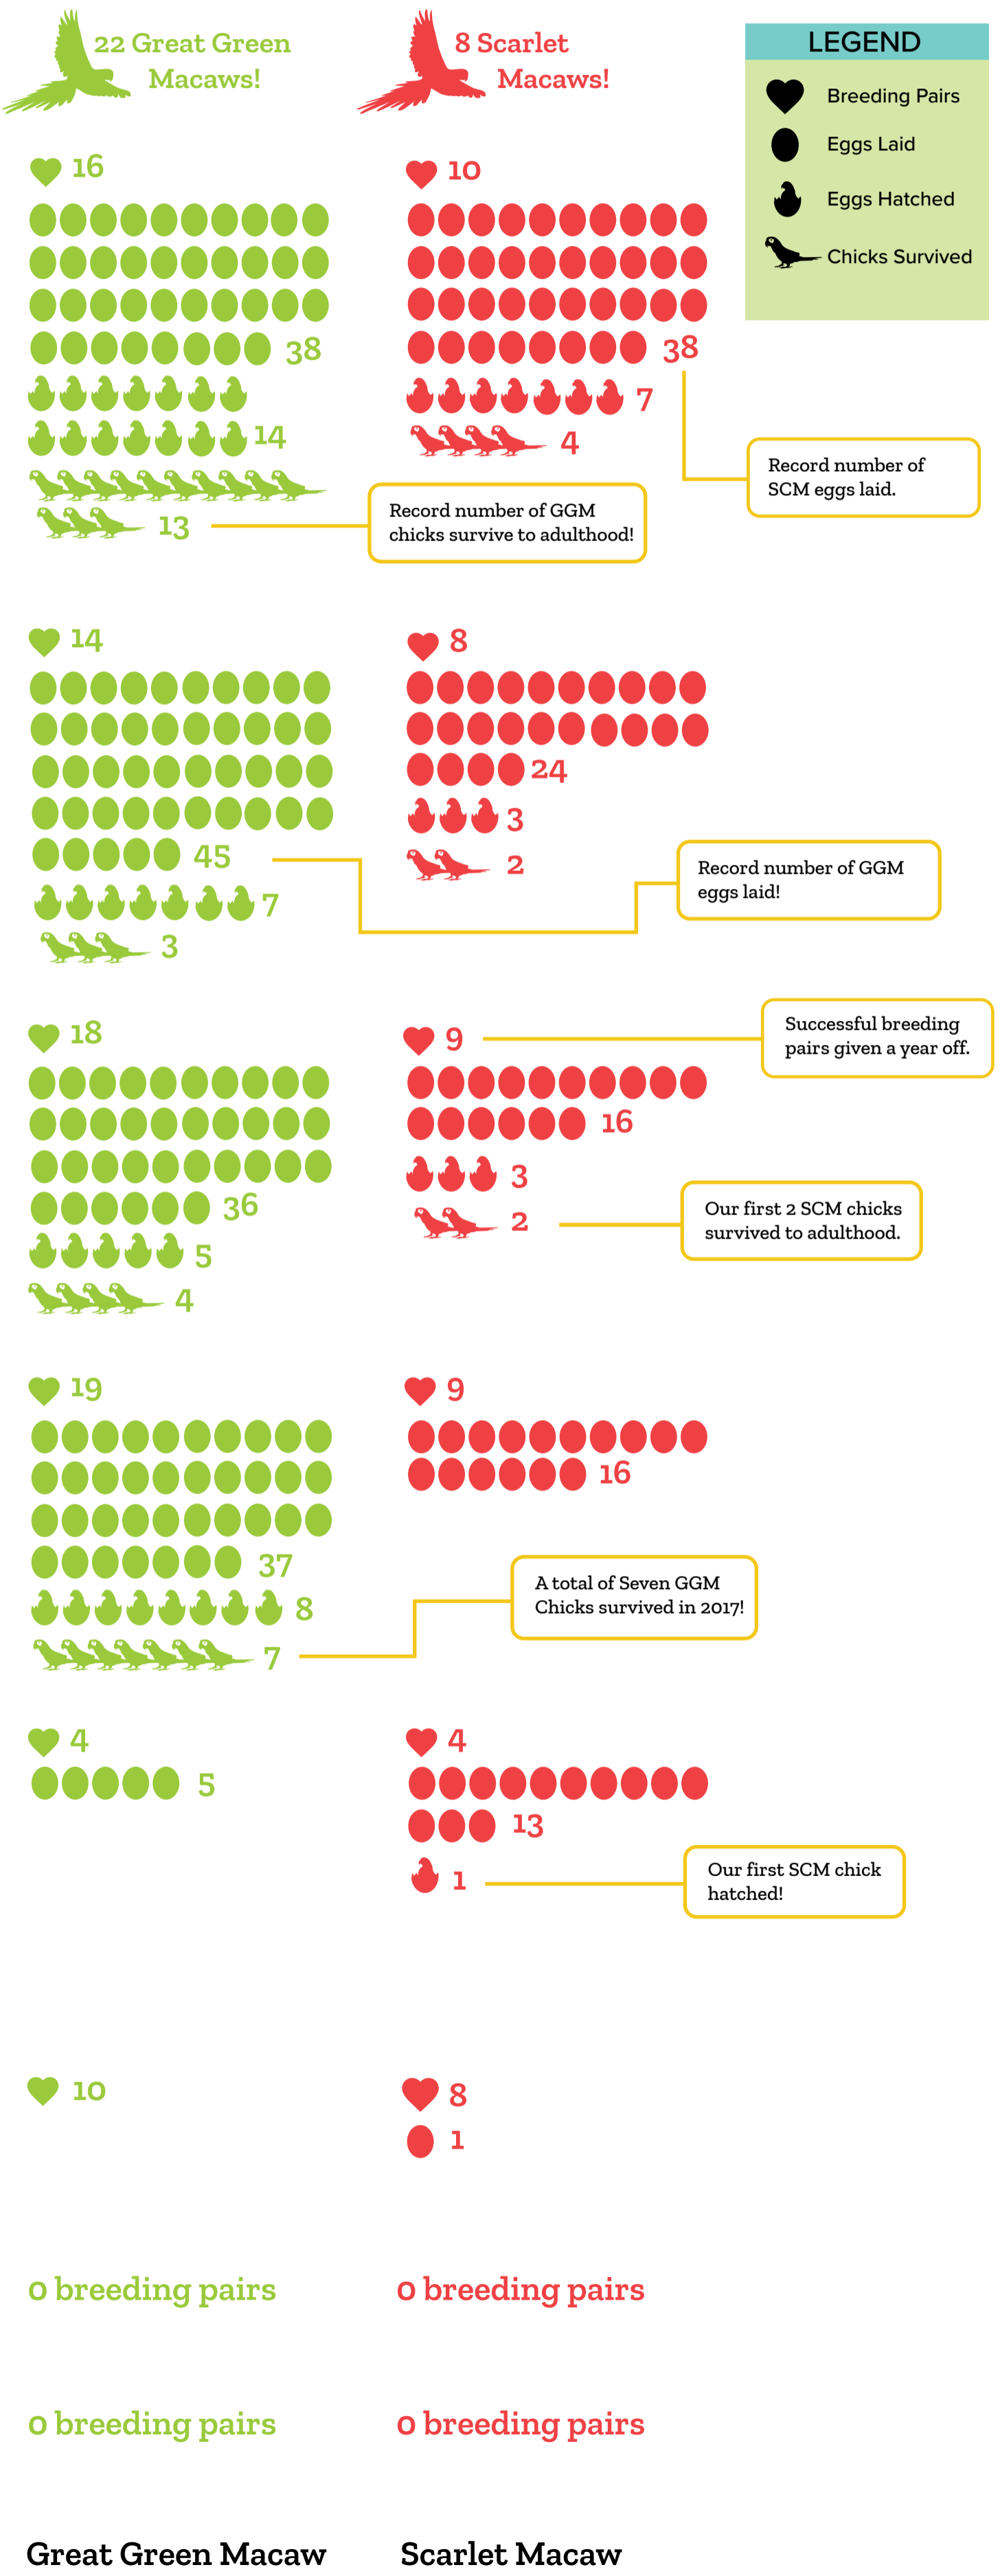 22 Great Green
Macaws!
8 Scarlet
Macaws!
LEGEND
Breeding Pairs
Eggs Laid
Eggs Hatched
Chicks Survived
16
38
14
13
10
38
7
4
Record number of
SCM eggs laid.
Record number of GGM
chicks survive to adulthood!
14
45
7
3
8
24
3
2
Record number of GGM
eggs laid!
18
36
5
4
9
16
3
2
Successful breeding
pairs given a year off.
Our first 2 SCM chicks
survived to adulthood.
19
37
8
7
9
16
A total of Seven GGM
Chicks survived in 2017!
4
5
4
13
1
Our first SCM chick
hatched!
10
8
1
0 breeding pairs
0 breeding pairs
0 breeding pairs
0 breeding pairs
Great Green Macaw
Scarlet Macaw